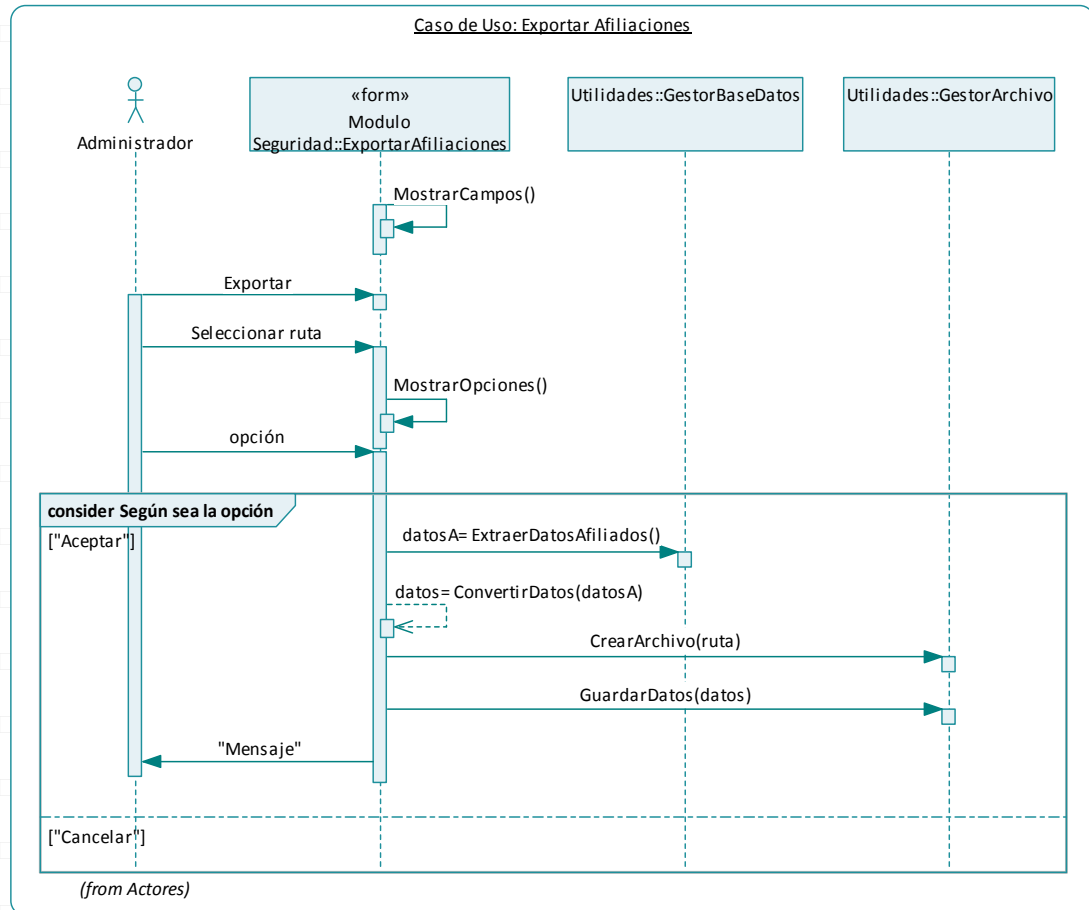 Caso de Uso: Exportar Afiliaciones
Administrador
«form»
Modulo
Seguridad::ExportarAfiliaciones
Utilidades::GestorBaseDatos
Utilidades::GestorArchivo
MostrarCampos()
Exportar
Seleccionar ruta
MostrarOpciones()
opción
consider Según sea la opción
["Aceptar"]
datosA= ExtraerDatosAfiliados()
datos= ConvertirDatos(datosA)
CrearArchivo(ruta)
GuardarDatos(datos)
"Mensaje"
["Cancelar"]
(from Actores)